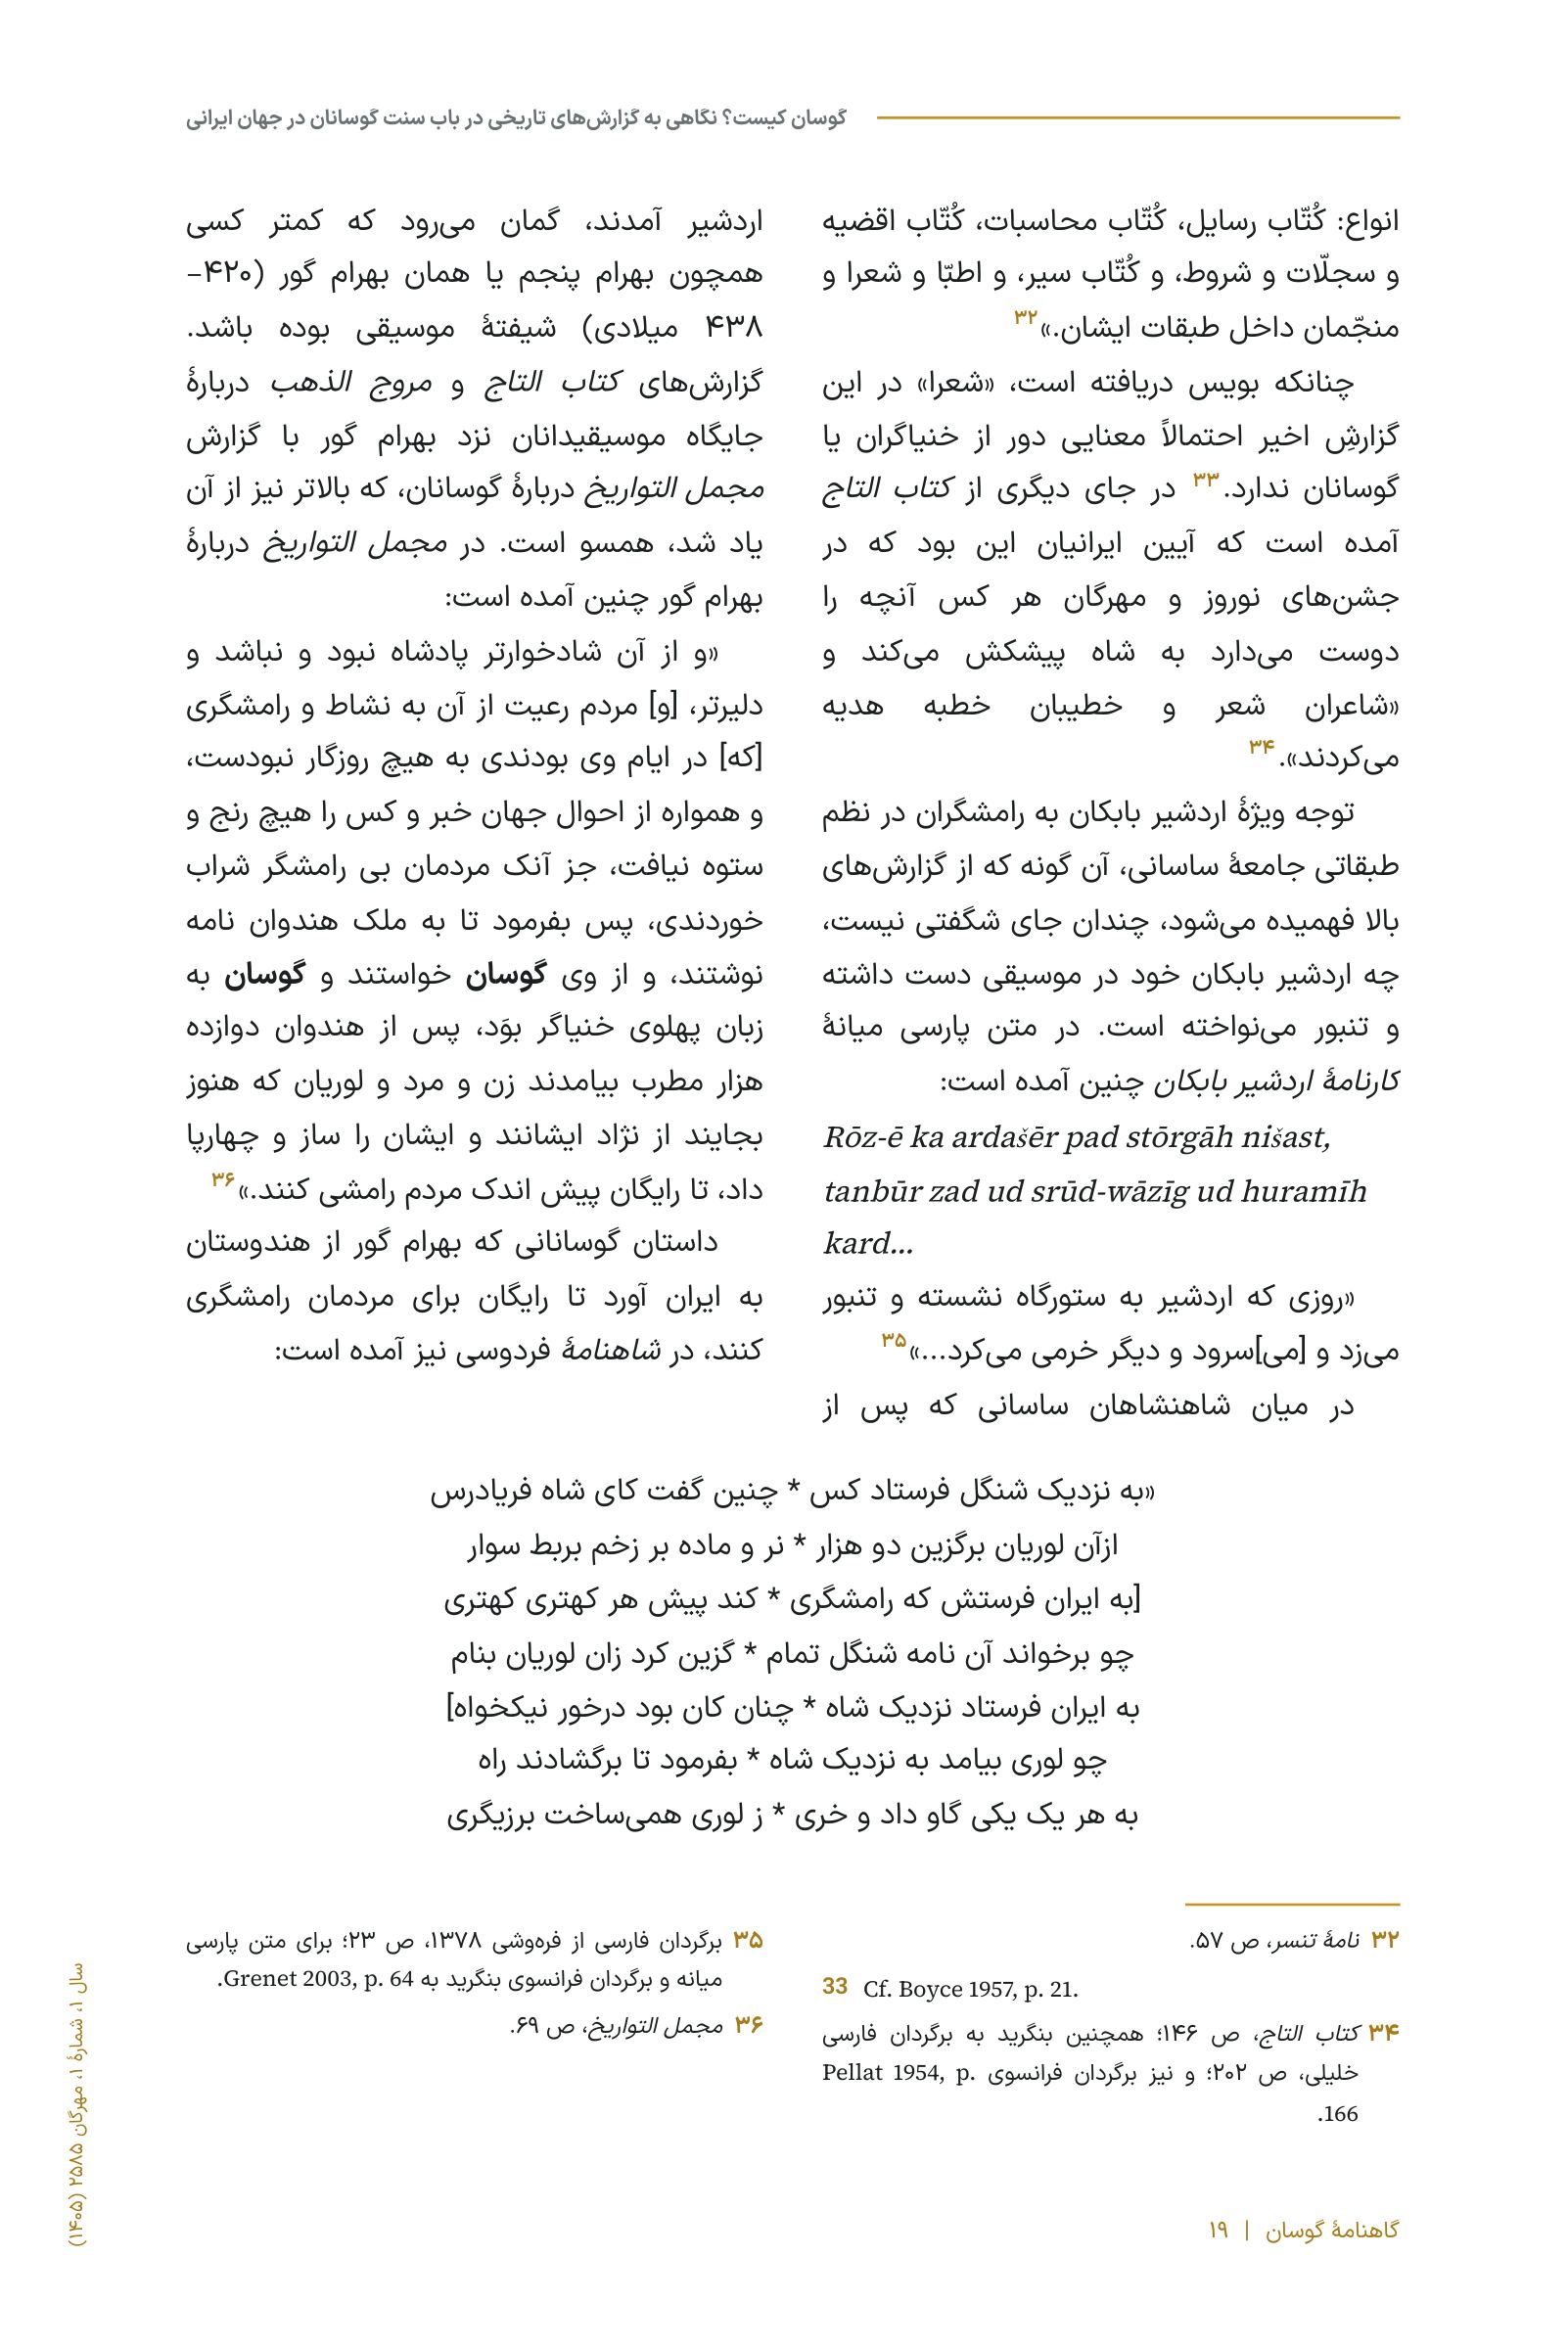 گوسان کیست؟ نگاهی به گزارش‌های تاریخی در باب سنت گوسانان در جهان ایرانی
انواع: کُتّاب رسایل، کُتّاب محاسبات، کُتّاب اقضیه
و سجلّات و شروط، و کُتّاب سیر، و اطبّا و شعرا و
منجّمان داخل طبقات ایشان.»۳۲
چنانکه بویس دریافته است، «شعرا» در این
گزارشِ اخیر احتمالاً معنایی دور از خنیاگران یا
گوسانان ندارد.۳۳ در جای دیگری از کتاب التاج
آمده است که آیین ایرانیان این بود که در
جشن‌های نوروز و مهرگان هر کس آنچه را
دوست می‌دارد به شاه پیشکش می‌کند و
«شاعران شعر و خطیبان خطبه هدیه
می‌کردند».۳۴
توجه ویژهٔ اردشیر بابکان به رامشگران در نظم
طبقاتی جامعهٔ ساسانی، آن گونه که از گزارش‌های
بالا فهمیده می‌شود، چندان جای شگفتی نیست،
چه اردشیر بابکان خود در موسیقی دست داشته
و تنبور می‌نواخته است. در متن پارسی میانهٔ
کارنامهٔ اردشیر بابکان چنین آمده است:
Rōz-ē ka ardašēr pad stōrgāh nišast,
tanbūr zad ud srūd-wāzīg ud huramīh
kard...
«روزی که اردشیر به ستورگاه نشسته و تنبور
می‌زد و [می]سرود و دیگر خرمی می‌کرد...»۳۵
در میان شاهنشاهان ساسانی که پس از
اردشیر آمدند، گمان می‌رود که کمتر کسی
همچون بهرام پنجم یا همان بهرام گور (۴۲۰–
۴۳۸ میلادی) شیفتهٔ موسیقی بوده باشد.
گزارش‌های کتاب التاج و مروج الذهب دربارهٔ
جایگاه موسیقیدانان نزد بهرام گور با گزارش
مجمل التواریخ دربارهٔ گوسانان، که بالاتر نیز از آن
یاد شد، همسو است. در مجمل التواریخ دربارهٔ
بهرام گور چنین آمده است:
«و از آن شادخوارتر پادشاه نبود و نباشد و
دلیرتر، [و] مردم رعیت از آن به نشاط و رامشگری
[که] در ایام وی بودندی به هیچ روزگار نبودست،
و همواره از احوال جهان خبر و کس را هیچ رنج و
ستوه نیافت، جز آنک مردمان بی رامشگر شراب
خوردندی، پس بفرمود تا به ملک هندوان نامه
نوشتند، و از وی گوسان خواستند و گوسان به
زبان پهلوی خنیاگر بوَد، پس از هندوان دوازده
هزار مطرب بیامدند زن و مرد و لوریان که هنوز
بجایند از نژاد ایشانند و ایشان را ساز و چهارپا
داد، تا رایگان پیش اندک مردم رامشی کنند.»۳۶
داستان گوسانانی که بهرام گور از هندوستان
به ایران آورد تا رایگان برای مردمان رامشگری
کنند، در شاهنامهٔ فردوسی نیز آمده است:
«به نزدیک شنگل فرستاد کس * چنین گفت کای شاه فریادرس
ازآن لوریان برگزین دو هزار * نر و ماده بر زخم بربط سوار
[به ایران فرستش که رامشگری * کند پیش هر کهتری کهتری
چو برخواند آن نامه شنگل تمام * گزین کرد زان لوریان بنام
به ایران فرستاد نزدیک شاه * چنان کان بود درخور نیکخواه]
چو لوری بیامد به نزدیک شاه * بفرمود تا برگشادند راه
به هر یک یکی گاو داد و خری * ز لوری همی‌ساخت برزیگری
۳۲ نامهٔ تنسر، ص ۵۷.
33 Cf. Boyce 1957, p. 21.
۳۴ کتاب التاج، ص ۱۴۶؛ همچنین بنگرید به برگردان فارسی
خلیلی، ص ۲۰۲؛ و نیز برگردان فرانسوی Pellat 1954, p.
166.
۳۵ برگردان فارسی از فره‌وشی ۱۳۷۸، ص ۲۳؛ برای متن پارسی
میانه و برگردان فرانسوی بنگرید به Grenet 2003, p. 64.
۳۶ مجمل التواریخ، ص ۶۹.
سال ۱، شمارهٔ ۱، مهرگان ۲۵۸۵ (۱۴۰۵)
گاهنامهٔ گوسان | ۱۹